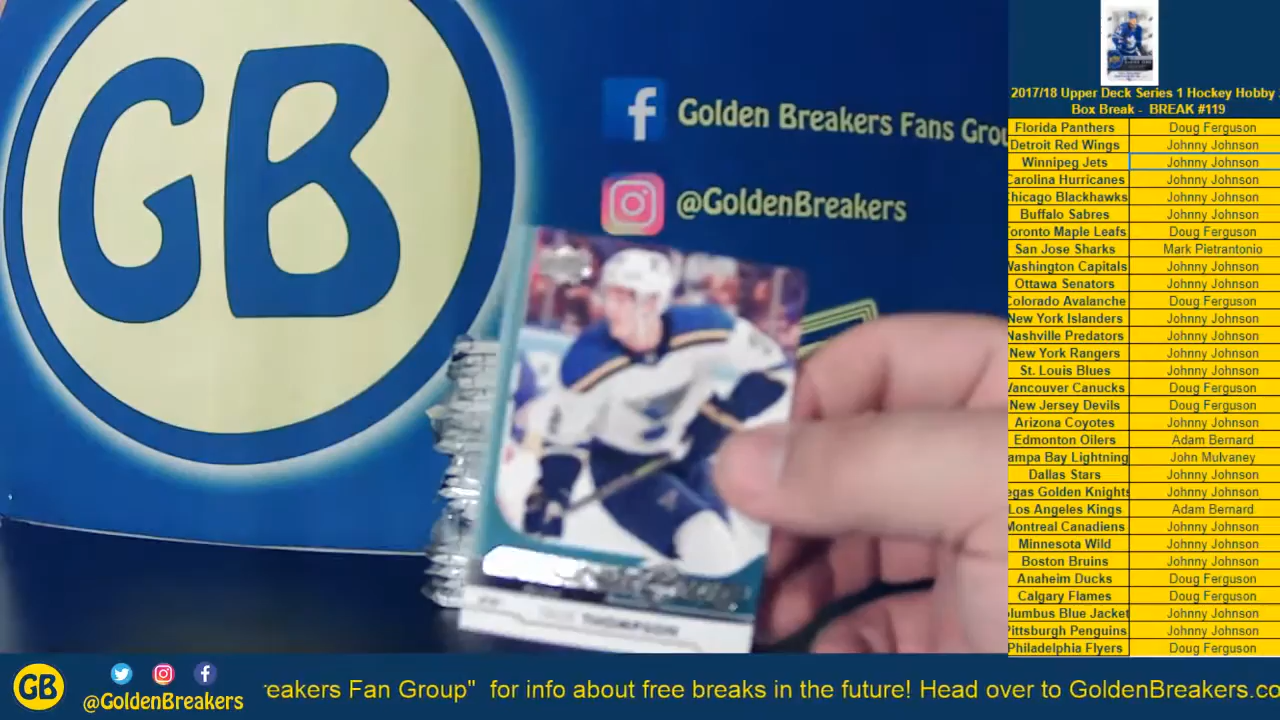 GB
Golden Breakers Fans Grou
@GoldenBreakers
THOMPSON
2017/18 Upper Deck Series 1 Hockey Hobby
Box Break - BREAK #119
Florida Panthers Doug Ferguson
Detroit Red Wings Johnny Johnson
Winnipeg Jets Johnny Johnson
Carolina Hurricanes Johnny Johnson
Chicago Blackhawks Johnny Johnson
Buffalo Sabres Johnny Johnson
Toronto Maple Leafs Doug Ferguson
San Jose Sharks Mark Pietrantonio
Washington Capitals Johnny Johnson
Ottawa Senators Johnny Johnson
Colorado Avalanche Doug Ferguson
New York Islanders Johnny Johnson
Nashville Predators Johnny Johnson
New York Rangers Johnny Johnson
St. Louis Blues Johnny Johnson
Vancouver Canucks Doug Ferguson
New Jersey Devils Doug Ferguson
Arizona Coyotes Johnny Johnson
Edmonton Oilers Adam Bernard
ampa Bay Lightning John Mulvaney
Dallas Stars Johnny Johnson
egas Golden Knights Johnny Johnson
Los Angeles Kings Adam Bernard
Montreal Canadiens Johnny Johnson
Minnesota Wild Johnny Johnson
Boston Bruins Johnny Johnson
Anaheim Ducks Doug Ferguson
Calgary Flames Doug Ferguson
olumbus Blue Jacket Johnny Johnson
Pittsburgh Penguins Johnny Johnson
Philadelphia Flyers Doug Ferguson
GB
@GoldenBreakers
reakers Fan Group" for info about free breaks in the future! Head over to GoldenBreakers.co